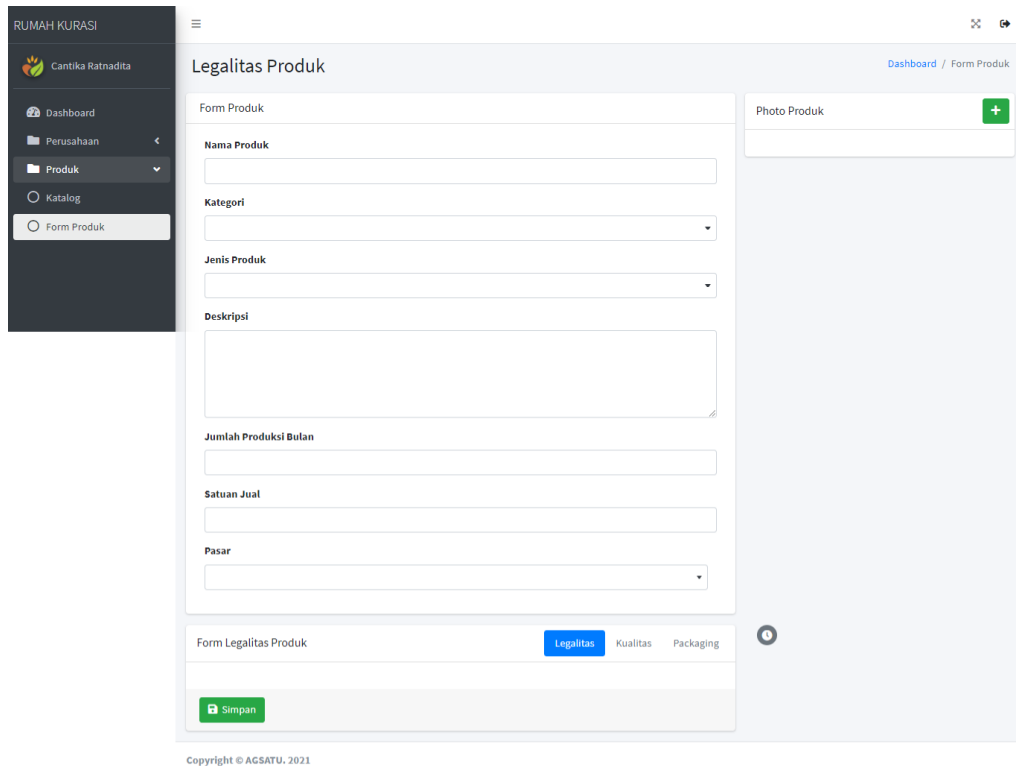 RUMAH KURASI
Cantika Ratnadita
Dashboard
Perusahaan
Produk
Katalog
Form Produk
Legalitas Produk
Dashboard / Form Produk
Form Produk
Nama Produk
Kategori
Jenis Produk
Deskripsi
Jumlah Produksi Bulan
Satuan Jual
Pasar
Photo Produk
Form Legalitas Produk
Legalitas Kualitas Packaging
Simpan
Copyright © AGSATU. 2021